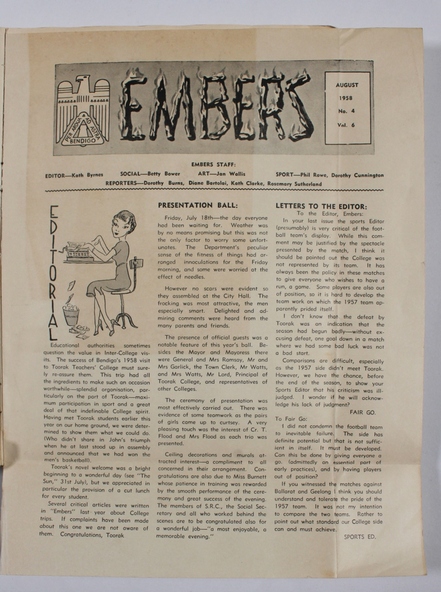 EMBERS
BENDIGO
AUGUST
1958
No. 4
Vol. 6
EMBERS STAFF:
EDITOR—Kath Byrnes SOCIAL—Betty Bower ART—Jan Wallis SPORT—Phil Rowe, Dorothy Cunnington
REPORTERS—Dorothy Burns, Diane Bortolai, Kath Clarke, Rosemary Sutherland
EDITORIAL
Educational authorities sometimes
question the value in Inter-College vis-
its. The success of Bendigo's 1958 visit
to Toorak Teachers' College must sure-
ly re-assure them. This trip had all
the ingredients to make such an occasion
worthwhile—splendid organisation, par-
ticularly on the part of Toorak—maxi-
mum participation in sport and a great
deal of that indefinable College spirit.
Having met Toorak students earlier this
year on our home ground, we were deter-
mined to show them what we could do.
(Who didn't share in John's triumph
when he at last stood up in assembly
and announced that we had won the
men's basketball).
Toorak's novel welcome was a bright
beginning to a wonderful day (see "The
Sun," 31st July), but we appreciated in
particular the provision of a cut lunch
for every student.
Several critical articles were written
in "Embers" last year about College
trips. If complaints have been made
about this one we are not aware of
them. Congratulations, Toorak.
PRESENTATION BALL:
Friday, July 18th—the day everyone
had been waiting for. Weather was
by no means promising but this was not
the only factor to worry some unfort-
unates. The Department's peculiar
sense of the fitness of things had ar-
ranged innoculations for the Friday
morning, and some were worried at the
effect of needles.
However no scars were evident as
they assembled at the City Hall. The
frocking was most attractive, the men
especially smart. Delighted and ad-
miring comments were heard from the
many parents and friends.
The presence of official guests was a
notable feature of this year's ball. Be-
sides the Mayor and Mayoress there
were General and Mrs Ramsay, Mr and
Mrs Garlick, the Town Clerk, Mr Watts,
and Mrs Watts, Mr Lord, Principal of
Toorak College, and representatives of
other Colleges.
The ceremony of presentation was
most effectively carried out. There was
evidence of some teamwork as the pairs
of girls came up to curtsey. A very
pleasing touch was the interest of Cr. T.
Flood and Mrs Flood as each trio was
presented.
Ceiling decorations and murals at-
tracted interest—a compliment to all
concerned in their arrangement. Con-
gratulations are also due to Miss Burnett
whose patience in training was rewarded
by the smooth performance of the cere-
mony and great success of the evening.
The members of S.R.C., the Social Sec-
retary and all who worked behind the
scenes are to be congratulated also for
a wonderful job—"a most enjoyable, a
memorable evening."
LETTERS TO THE EDITOR:
To the Editor, Embers:
In your last issue the sports Editor
(presumably) is very critical of the foot-
ball team's display. While this com-
ment may be justified by the spectacle
presented by the match, I think it
should be pointed out the College was
not represented by its team. It has
always been the policy in these matches
to give everyone who wishes to have a
run, a game. Some players are also out
of position, so it is hard to develop the
team work on which the 1957 team ap-
parently prided itself.
I don't know that the defeat by
Toorak was an indication that the
season had begun badly—without ex-
cusing defeat, one good down in a match
where we had some bad luck was not
a bad start.
Comparisons are difficult, especially
as the 1957 side didn't meet Toorak.
However, we have the chance, before
the end of the season, to show your
Sports Editor that his criticism was ill-
judged. I wonder if he will acknow-
ledge his lack of judgment?
FAIR GO.
To Fair Go:
I did not condemn the football team
to inevitable failure. The side has
definite potential but that is not suffic-
ient in itself. It must be developed.
Can this be done by giving everyone a
go (admittedly an essential part of
early practices), and by having players
out of position?
If you witnessed the matches against
Ballarat and Geelong I think you should
understand and tolerate the pride of the
1957 team. It was not my intention
to compare the two teams. Rather to
point out what standard our College side
can and must achieve.
SPORTS ED.